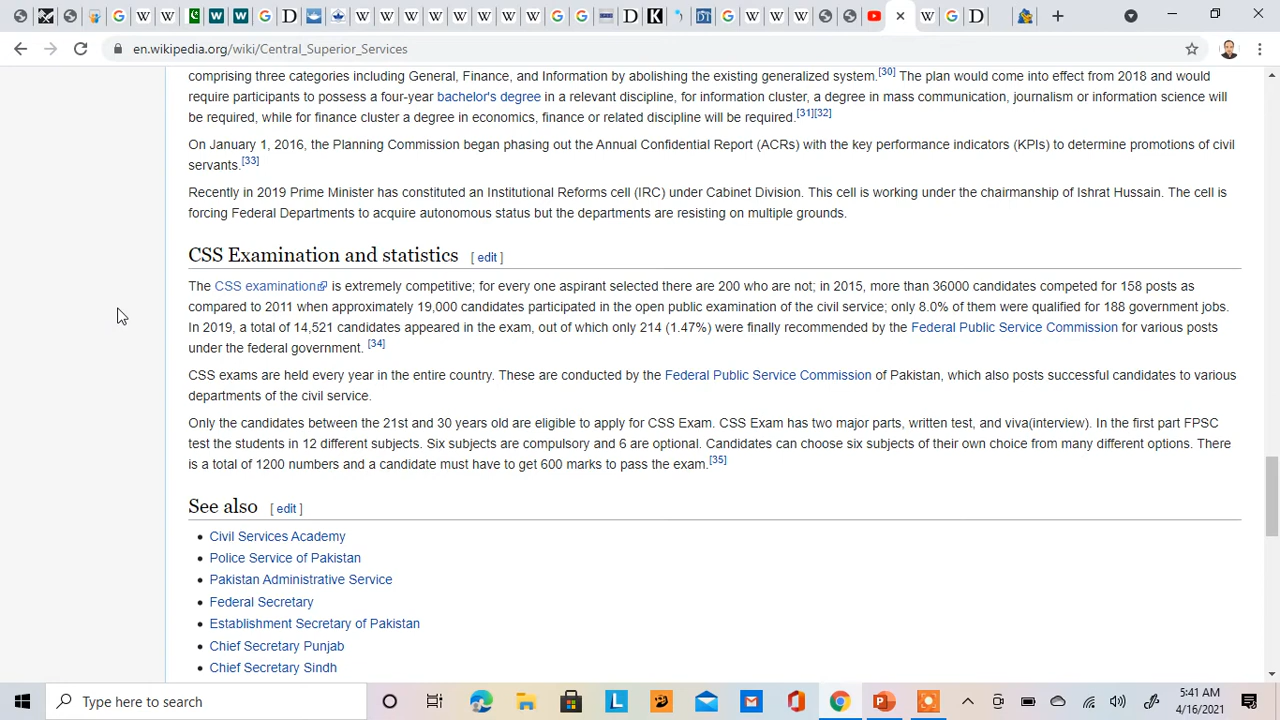 en.wikipedia.org/wiki/Central_Superior_Services
comprising three categories including General, Finance, and Information by abolishing the existing generalized system.[30] The plan would come into effect from 2018 and would
require participants to possess a four-year bachelor's degree in a relevant discipline, for information cluster, a degree in mass communication, journalism or information science will
be required, while for finance cluster a degree in economics, finance or related discipline will be required.[31][32]
On January 1, 2016, the Planning Commission began phasing out the Annual Confidential Report (ACRs) with the key performance indicators (KPIs) to determine promotions of civil
servants.[33]
Recently in 2019 Prime Minister has constituted an Institutional Reforms cell (IRC) under Cabinet Division. This cell is working under the chairmanship of Ishrat Hussain. The cell is
forcing Federal Departments to acquire autonomous status but the departments are resisting on multiple grounds.
CSS Examination and statistics [ edit ]
The CSS examination is extremely competitive; for every one aspirant selected there are 200 who are not; in 2015, more than 36000 candidates competed for 158 posts as
compared to 2011 when approximately 19,000 candidates participated in the open public examination of the civil service; only 8.0% of them were qualified for 188 government jobs.
In 2019, a total of 14,521 candidates appeared in the exam, out of which only 214 (1.47%) were finally recommended by the Federal Public Service Commission for various posts
under the federal government. [34]
CSS exams are held every year in the entire country. These are conducted by the Federal Public Service Commission of Pakistan, which also posts successful candidates to various
departments of the civil service.
Only the candidates between the 21st and 30 years old are eligible to apply for CSS Exam. CSS Exam has two major parts, written test, and viva(interview). In the first part FPSC
test the students in 12 different subjects. Six subjects are compulsory and 6 are optional. Candidates can choose six subjects of their own choice from many different options. There
is a total of 1200 numbers and a candidate must have to get 600 marks to pass the exam.[35]
See also [ edit ]
Civil Services Academy
Police Service of Pakistan
Pakistan Administrative Service
Federal Secretary
Establishment Secretary of Pakistan
Chief Secretary Punjab
Chief Secretary Sindh
Type here to search
5:41 AM
4/16/2021